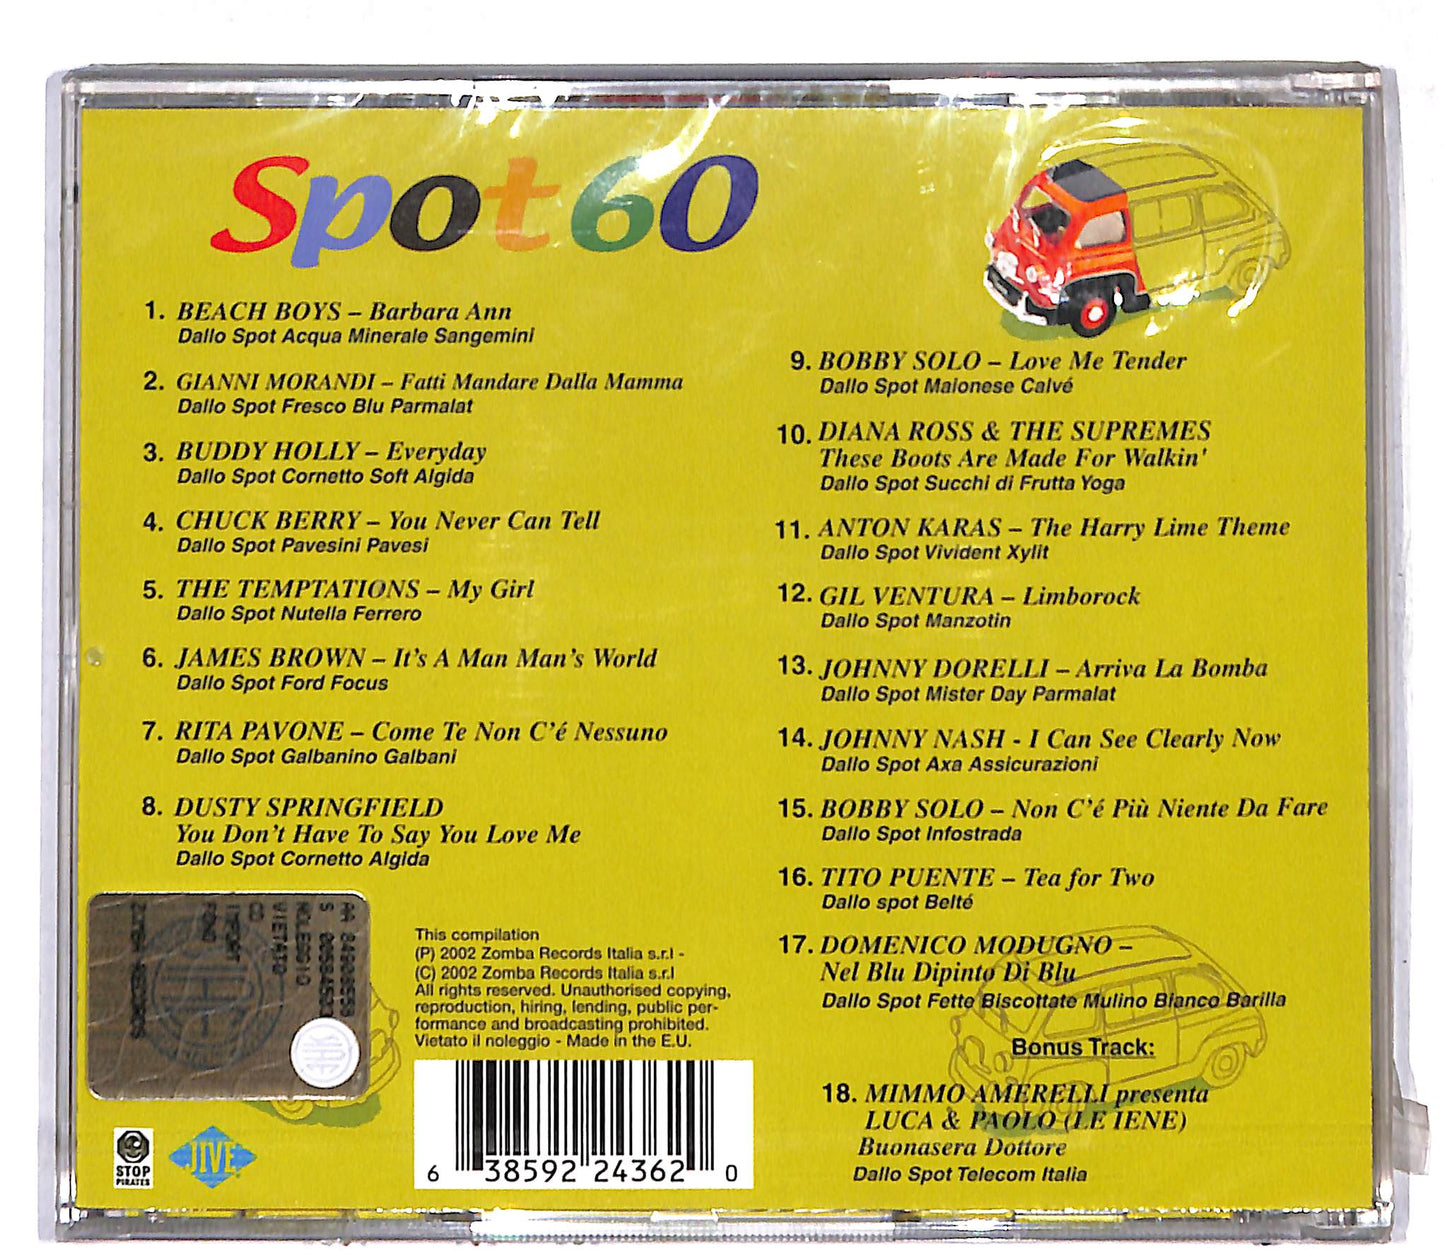 Spot 60
1. BEACH BOYS – Barbara Ann
Dallo Spot Acqua Minerale Sangemini
2. GIANNI MORANDI – Fatti Mandare Dalla Mamma
Dallo Spot Fresco Blu Parmalat
3. BUDDY HOLLY – Everyday
Dallo Spot Cornetto Soft Algida
4. CHUCK BERRY – You Never Can Tell
Dallo Spot Pavesini Pavesi
5. THE TEMPTATIONS – My Girl
Dallo Spot Nutella Ferrero
6. JAMES BROWN – It's A Man Man's World
Dallo Spot Ford Focus
7. RITA PAVONE – Come Te Non C'é Nessuno
Dallo Spot Galbanino Galbani
8. DUSTY SPRINGFIELD
You Don't Have To Say You Love Me
Dallo Spot Cornetto Algida
9. BOBBY SOLO – Love Me Tender
Dallo Spot Maionese Calvé
10. DIANA ROSS & THE SUPREMES
These Boots Are Made For Walkin'
Dallo Spot Succhi di Frutta Yoga
11. ANTON KARAS – The Harry Lime Theme
Dallo Spot Vivident Xylit
12. GIL VENTURA – Limborock
Dallo Spot Manzotin
13. JOHNNY DORELLI – Arriva La Bomba
Dallo Spot Mister Day Parmalat
14. JOHNNY NASH - I Can See Clearly Now
Dallo Spot Axa Assicurazioni
15. BOBBY SOLO – Non C'é Più Niente Da Fare
Dallo Spot Infostrada
16. TITO PUENTE – Tea for Two
Dallo spot Belté
17. DOMENICO MODUGNO –
Nel Blu Dipinto Di Blu
Dallo Spot Fette Biscottate Mulino Bianco Barilla
Bonus Track:
18. MIMMO AMERELLI presenta
LUCA & PAOLO (LE IENE)
Buonasera Dottore
Dallo Spot Telecom Italia
This compilation
(P) 2002 Zomba Records Italia s.r.l -
(C) 2002 Zomba Records Italia s.r.l
All rights reserved. Unauthorised copying,
reproduction, hiring, lending, public per-
formance and broadcasting prohibited.
Vietato il noleggio - Made in the E.U.
6 38592 24362 0
VIETATO
NOLEGGIO
CD
IMPORT
FONO
SIAE
STOP
PIRATES
JIVE